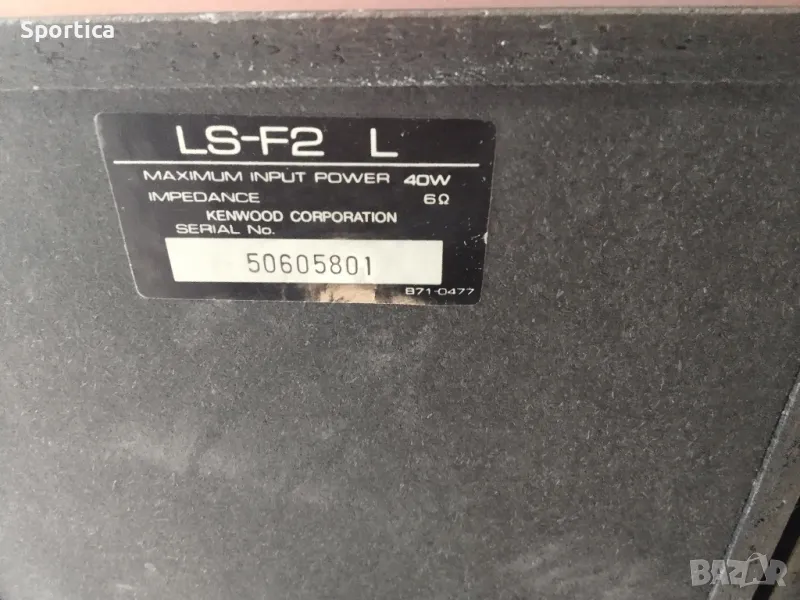 Sportica
LS-F2 L
MAXIMUM INPUT POWER 40W
IMPEDANCE 6Ω
KENWOOD CORPORATION
SERIAL No.
50605801
B71-0477
BAZAR